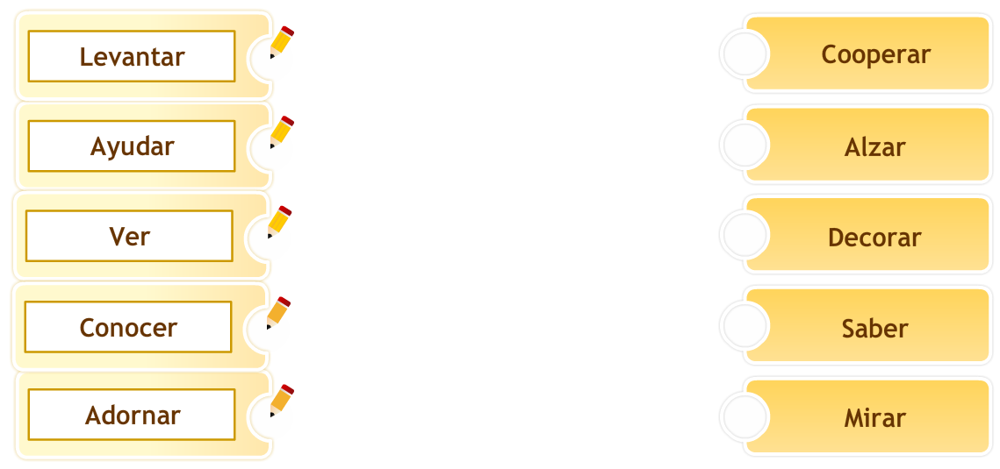 Levantar
Cooperar
Ayudar
Alzar
Ver
Decorar
Conocer
Saber
Adornar
Mirar